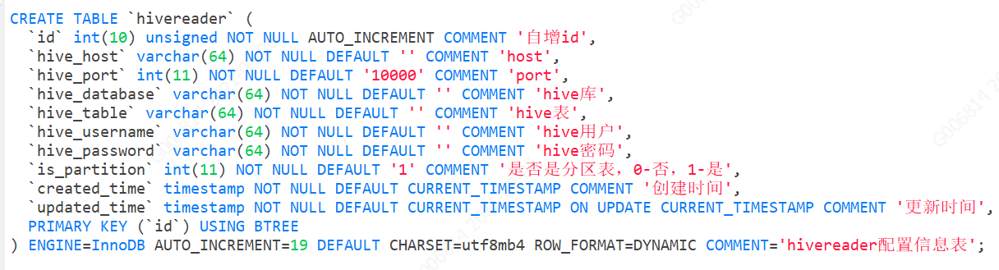 CREATE TABLE `hivereader` (
  `id` int(10) unsigned NOT NULL AUTO_INCREMENT COMMENT '自增id',
  `hive_host` varchar(64) NOT NULL DEFAULT '' COMMENT 'host',
  `hive_port` int(11) NOT NULL DEFAULT '10000' COMMENT 'port',
  `hive_database` varchar(64) NOT NULL DEFAULT '' COMMENT 'hive库',
  `hive_table` varchar(64) NOT NULL DEFAULT '' COMMENT 'hive表',
  `hive_username` varchar(64) NOT NULL DEFAULT '' COMMENT 'hive用户',
  `hive_password` varchar(64) NOT NULL DEFAULT '' COMMENT 'hive密码',
  `is_partition` int(11) NOT NULL DEFAULT '1' COMMENT '是否是分区表，0-否，1-是',
  `created_time` timestamp NOT NULL DEFAULT CURRENT_TIMESTAMP COMMENT '创建时间',
  `updated_time` timestamp NOT NULL DEFAULT CURRENT_TIMESTAMP ON UPDATE CURRENT_TIMESTAMP COMMENT '更新时间',
  PRIMARY KEY (`id`) USING BTREE
) ENGINE=InnoDB AUTO_INCREMENT=19 DEFAULT CHARSET=utf8mb4 ROW_FORMAT=DYNAMIC COMMENT='hivereader配置信息表';
G006814